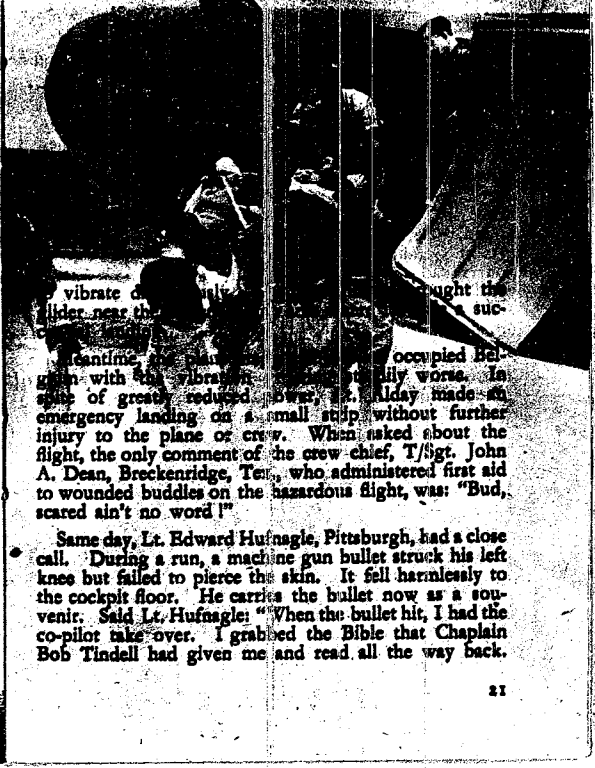 vibrate ught the
glider near the a suc-
Meantime, the occupied Bel-
gium with the vibration steadily worse. In
spite of greatly reduced power, Lt. Alday made an
emergency landing on a small strip without further
injury to the plane or crew. When asked about the
flight, the only comment of the crew chief, T/Sgt. John
A. Dean, Breckenridge, Tex., who administered first aid
to wounded buddies on the hazardous flight, was: "Bud,
scared ain't no word!"
Same day, Lt. Edward Hufnagle, Pittsburgh, had a close
call. During a run, a machine gun bullet struck his left
knee but failed to pierce the skin. It fell harmlessly to
the cockpit floor. He carries the bullet now as a sou-
venir. Said Lt. Hufnagle: "When the bullet hit, I had the
co-pilot take over. I grabbed the Bible that Chaplain
Bob Tindell had given me and read all the way back.
21